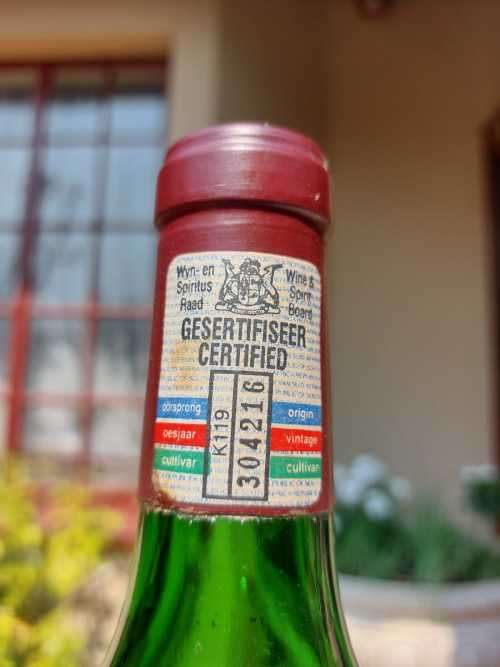 Wyn- en
Spiritus
Raad
Wine &
Spirit
Board
GESERTIFISEER
CERTIFIED
oorsprong
origin
oesjaar
vintage
cultivar
cultivar
K119
304216